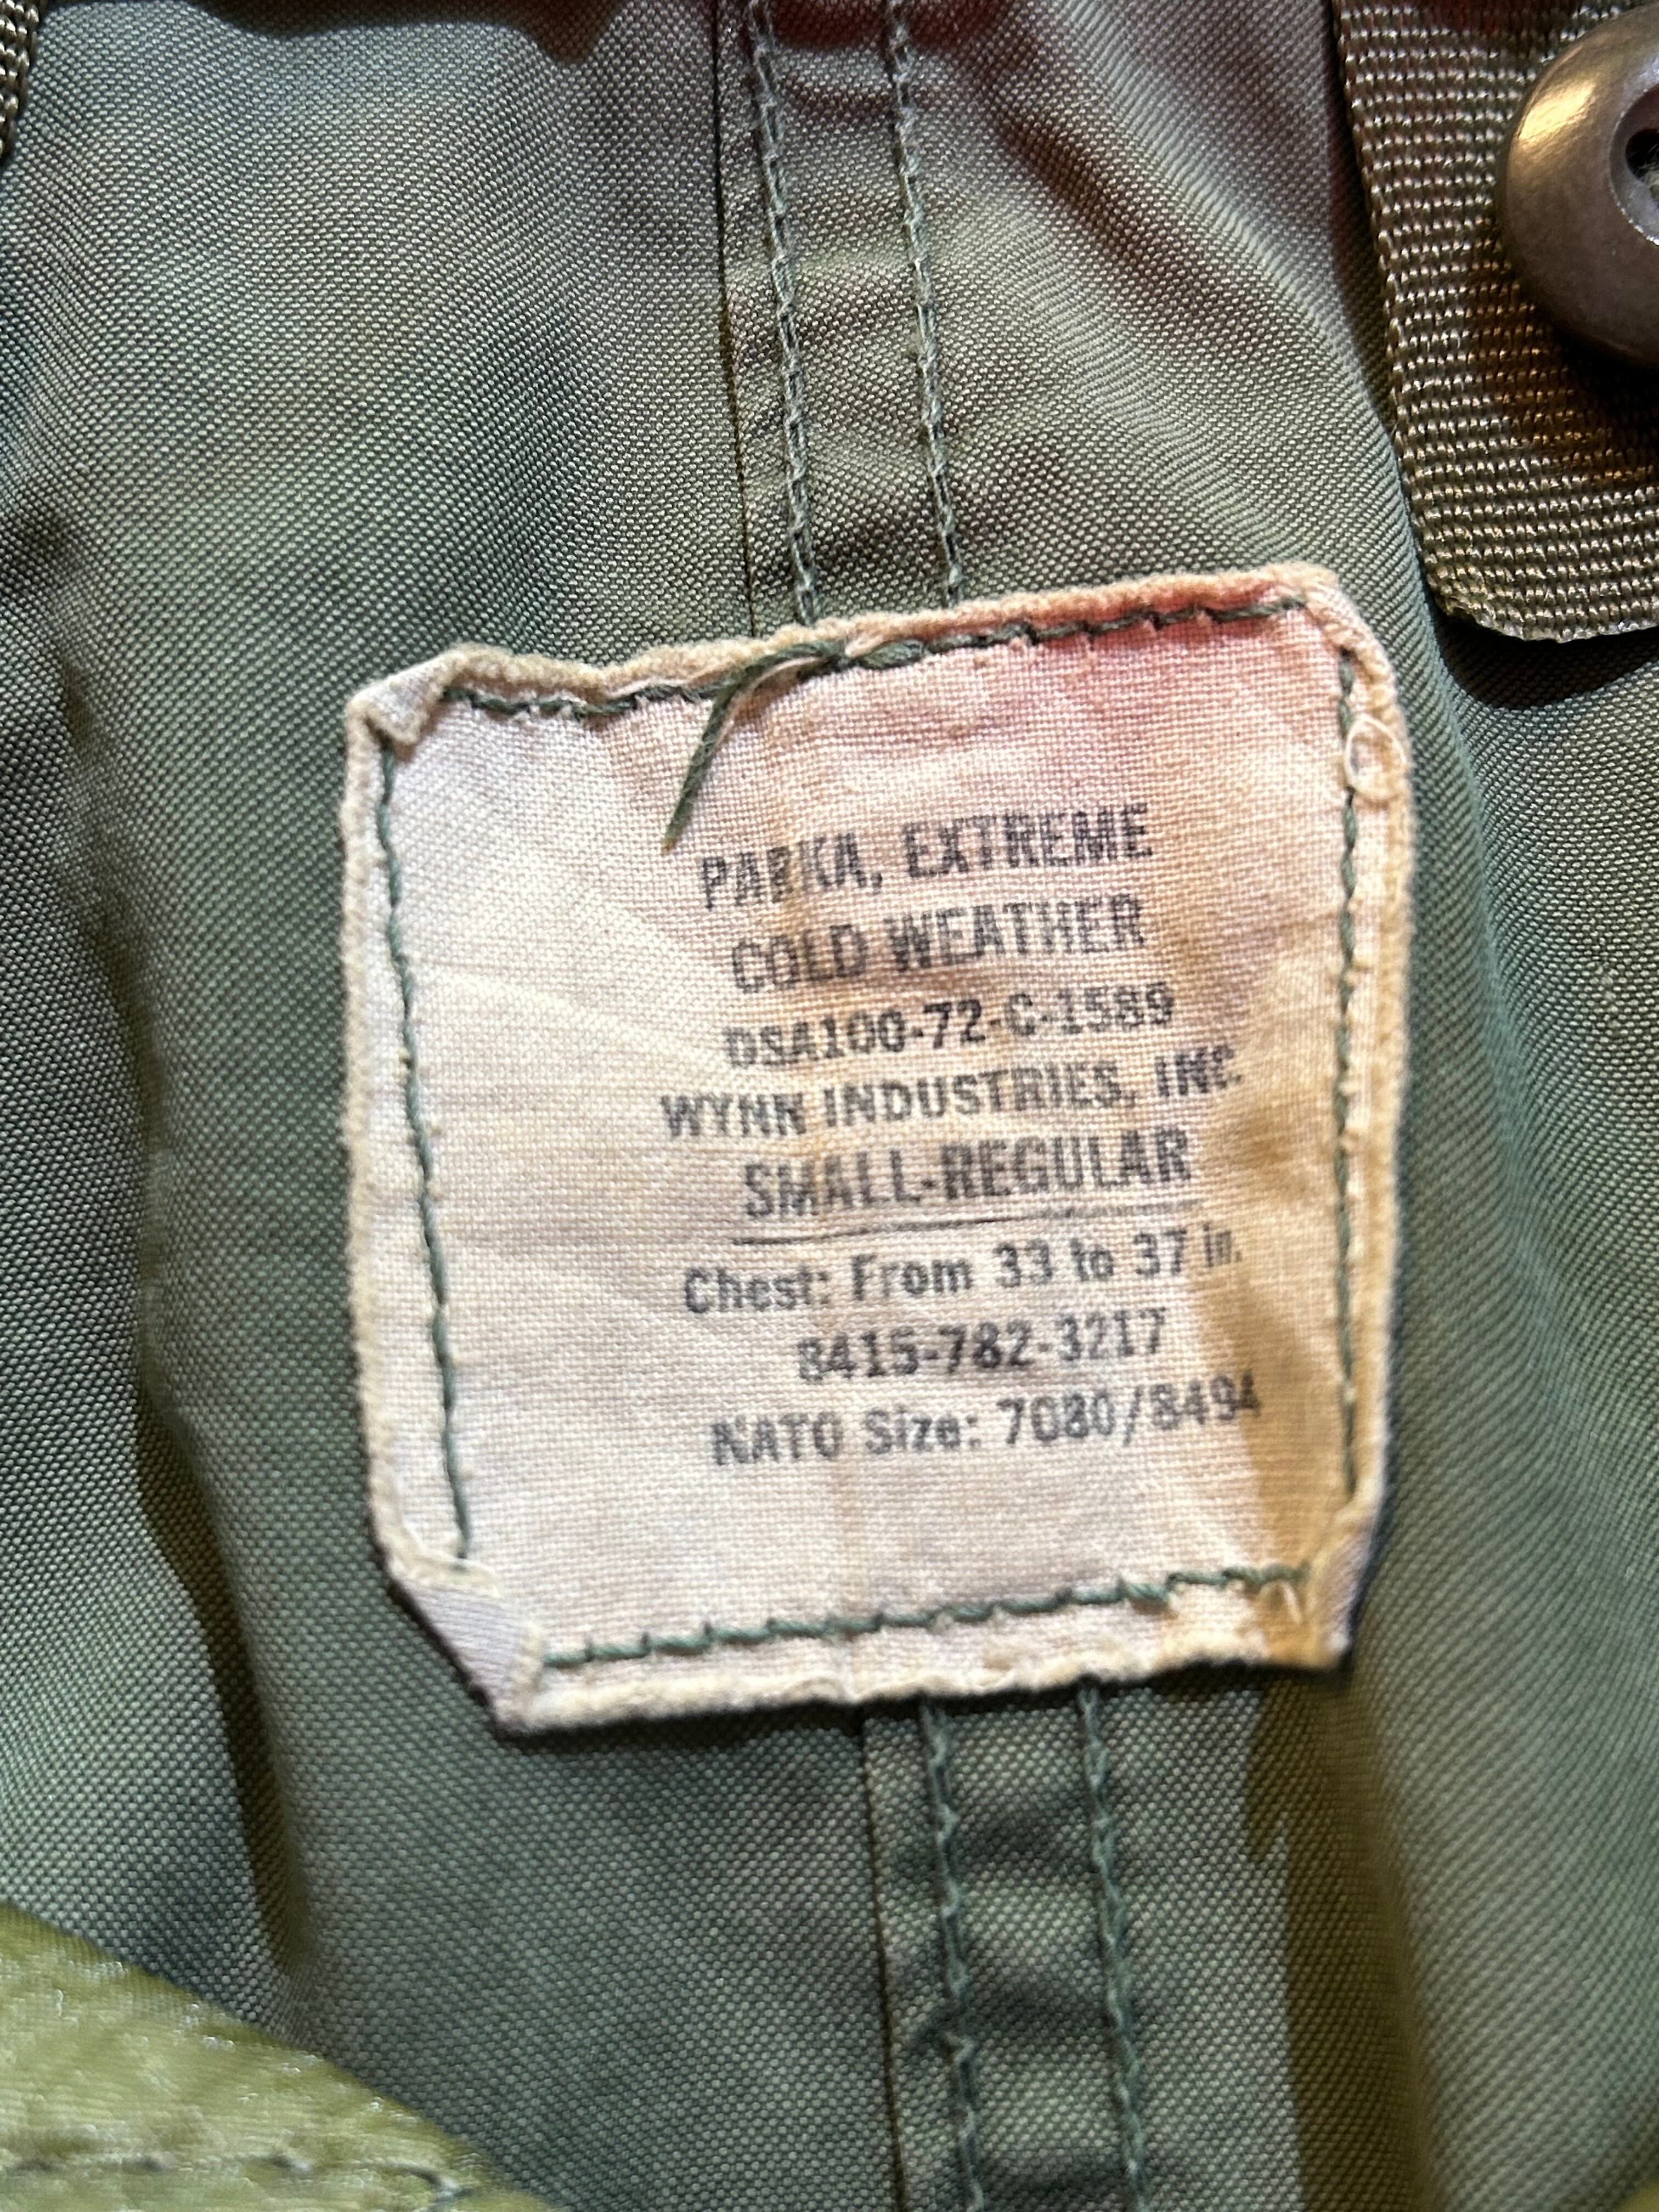 PARKA, EXTREME
COLD WEATHER
DSA100-72-C-1589
WYNN INDUSTRIES, INC.
SMALL-REGULAR
Chest: From 33 to 37 in.
8415-782-3217
NATO Size: 7080/8494